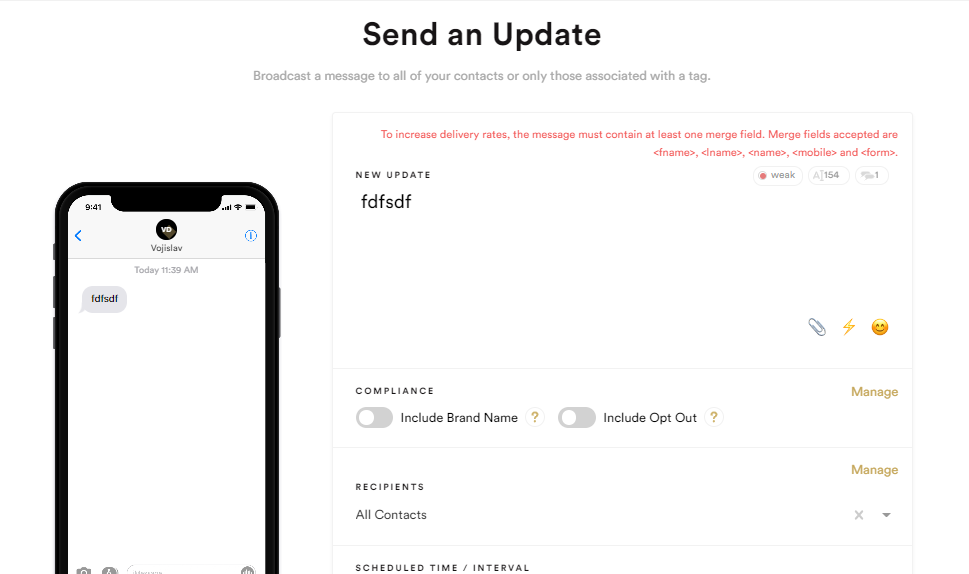 Send an Update
Broadcast a message to all of your contacts or only those associated with a tag.
To increase delivery rates, the message must contain at least one merge field. Merge fields accepted are
<fname>, <lname>, <name>, <mobile> and <form>.
NEW UPDATE
weak
154
1
fdfsdf
9:41
VD
Vojislav
Today 11:39 AM
fdfsdf
iMessage
COMPLIANCE
Manage
Include Brand Name ?
Include Opt Out ?
Manage
RECIPIENTS
All Contacts
SCHEDULED TIME / INTERVAL